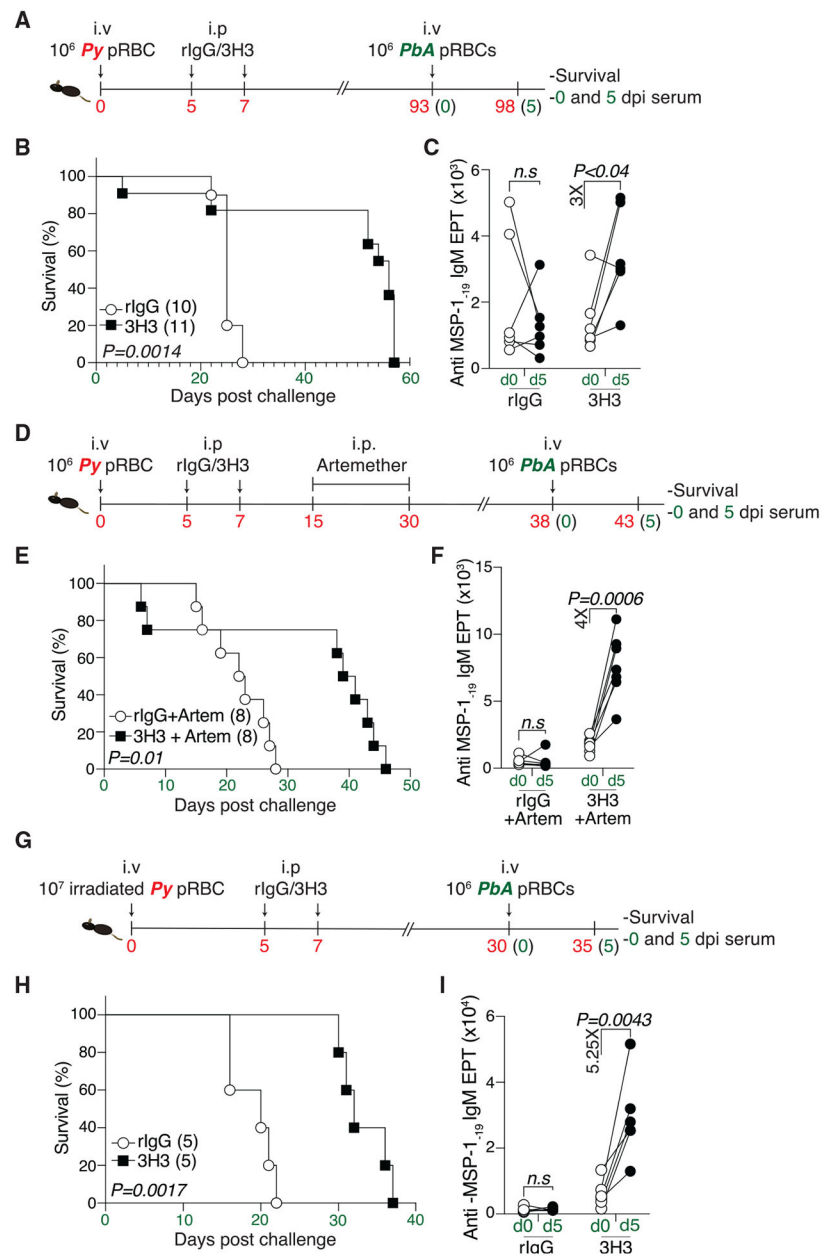 A
i.v
i.p
i.v
10⁶ Py pRBC
rIgG/3H3
10⁶ PbA pRBCs
-Survival
-0 and 5 dpi serum
0
5
7
93 (0)
98 (5)
B
Survival (%)
100
80
60
40
20
0
rIgG (10)
3H3 (11)
P=0.0014
0
20
40
60
Days post challenge
C
Anti MSP-1-19 IgM EPT (x10³)
6
4
2
0
n.s
P<0.04
3X
d0 d5
d0 d5
rIgG
3H3
D
i.v
i.p
i.p.
i.v
10⁶ Py pRBC
rIgG/3H3
Artemether
10⁶ PbA pRBCs
-Survival
-0 and 5 dpi serum
0
5
7
15
30
38 (0)
43 (5)
E
Survival (%)
100
80
60
40
20
0
rIgG+Artem (8)
3H3 + Artem (8)
P=0.01
0
10
20
30
40
50
Days post challenge
F
Anti MSP-1-19 IgM EPT (x10³)
15
10
5
0
n.s
P=0.0006
4X
d0 d5
d0 d5
rIgG
+Artem
3H3
+Artem
G
i.v
i.p
i.v
10⁷ irradiated Py pRBC
rIgG/3H3
10⁶ PbA pRBCs
-Survival
-0 and 5 dpi serum
0
5
7
30 (0)
35 (5)
H
Survival (%)
100
80
60
40
20
0
rIgG (5)
3H3 (5)
P=0.0017
0
10
20
30
40
Days post challenge
I
Anti -MSP-1-19 IgM EPT (x10⁴)
6
4
2
0
n.s
P=0.0043
5.25X
d0 d5
d0 d5
rIgG
3H3